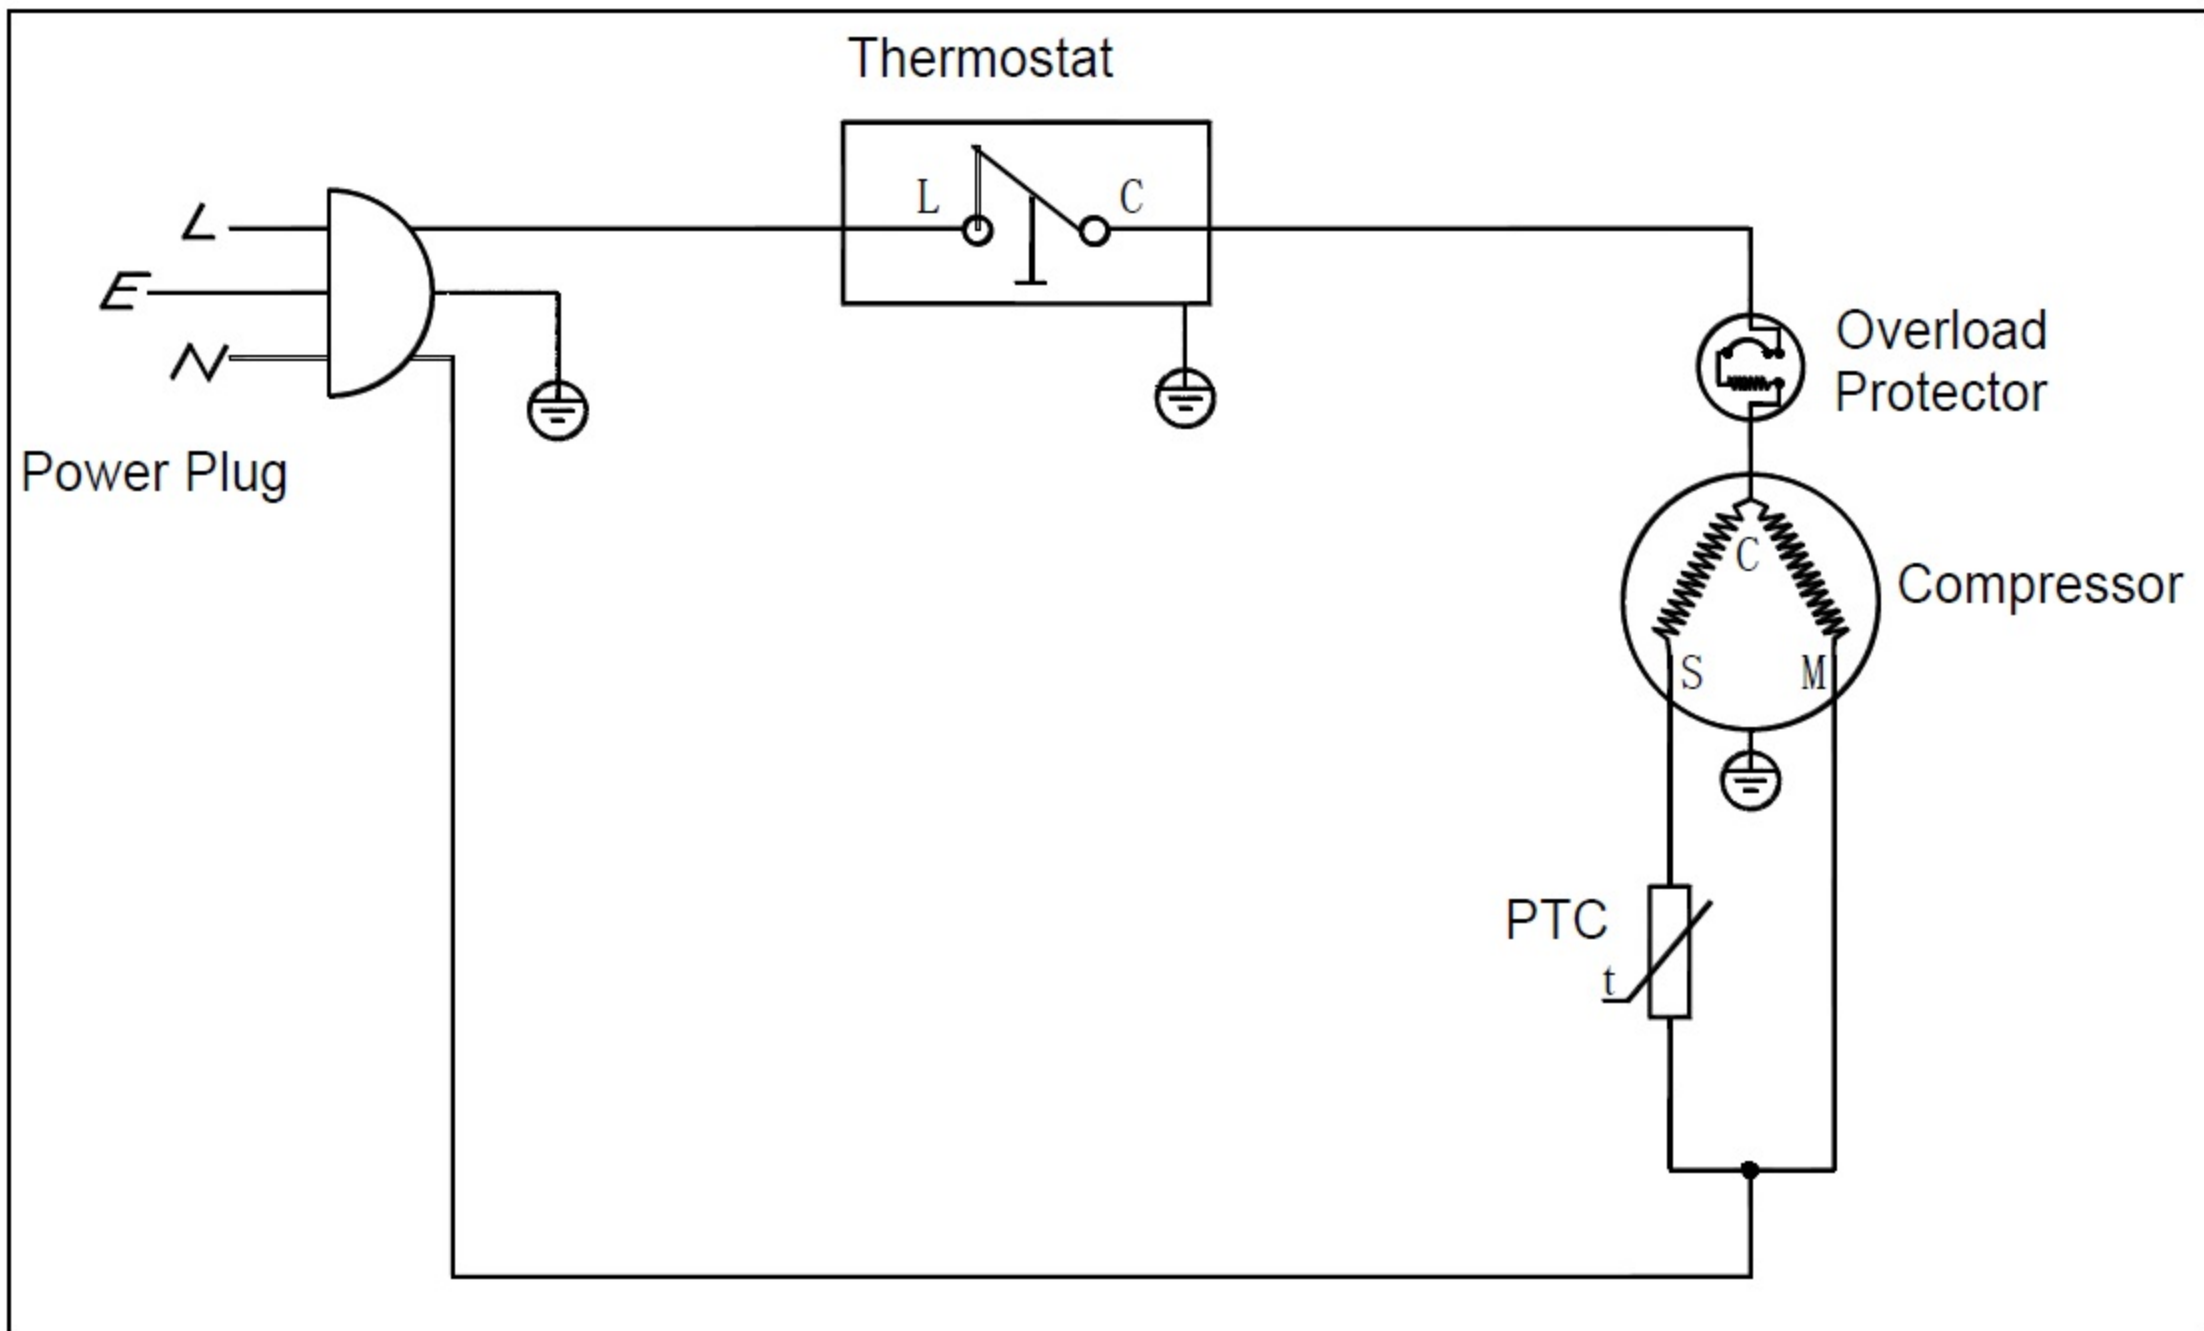 Thermostat
L
L
C
E
N
Overload
Protector
Power Plug
C
Compressor
S
M
PTC
t